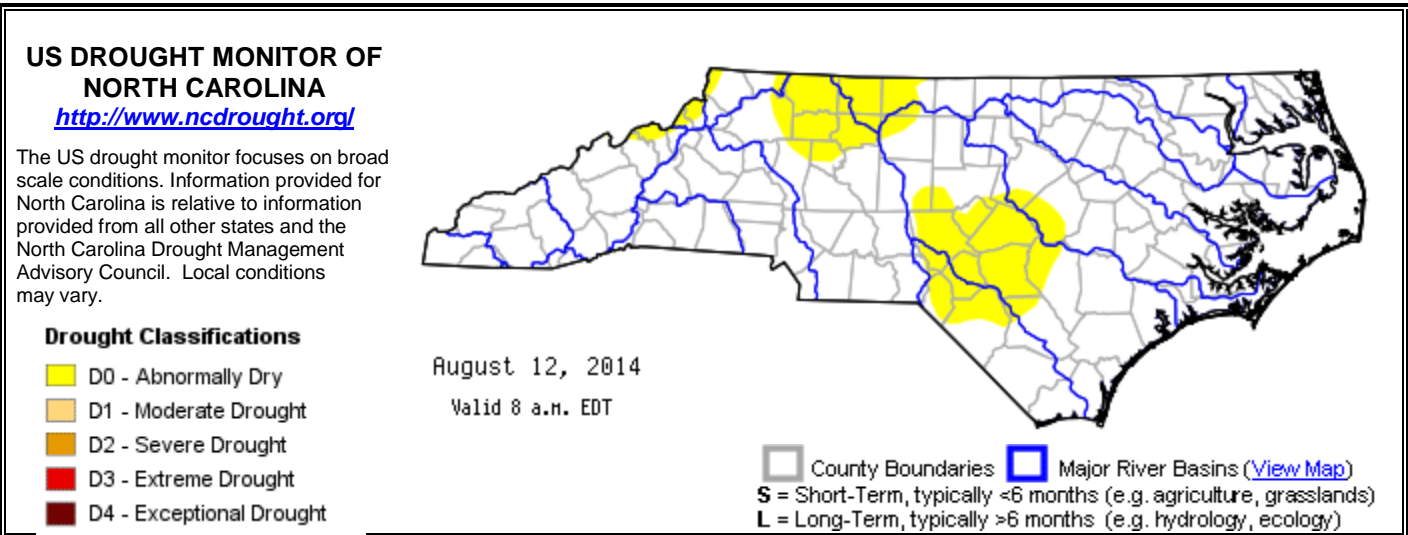 US DROUGHT MONITOR OF
NORTH CAROLINA
http://www.ncdrought.org/
The US drought monitor focuses on broad
scale conditions. Information provided for
North Carolina is relative to information
provided from all other states and the
North Carolina Drought Management
Advisory Council.  Local conditions
may vary.
Drought Classifications
D0 - Abnormally Dry
D1 - Moderate Drought
D2 - Severe Drought
D3 - Extreme Drought
D4 - Exceptional Drought
August 12, 2014
Valid 8 a.m. EDT
County Boundaries Major River Basins (View Map)
S = Short-Term, typically <6 months (e.g. agriculture, grasslands)
L = Long-Term, typically >6 months (e.g. hydrology, ecology)